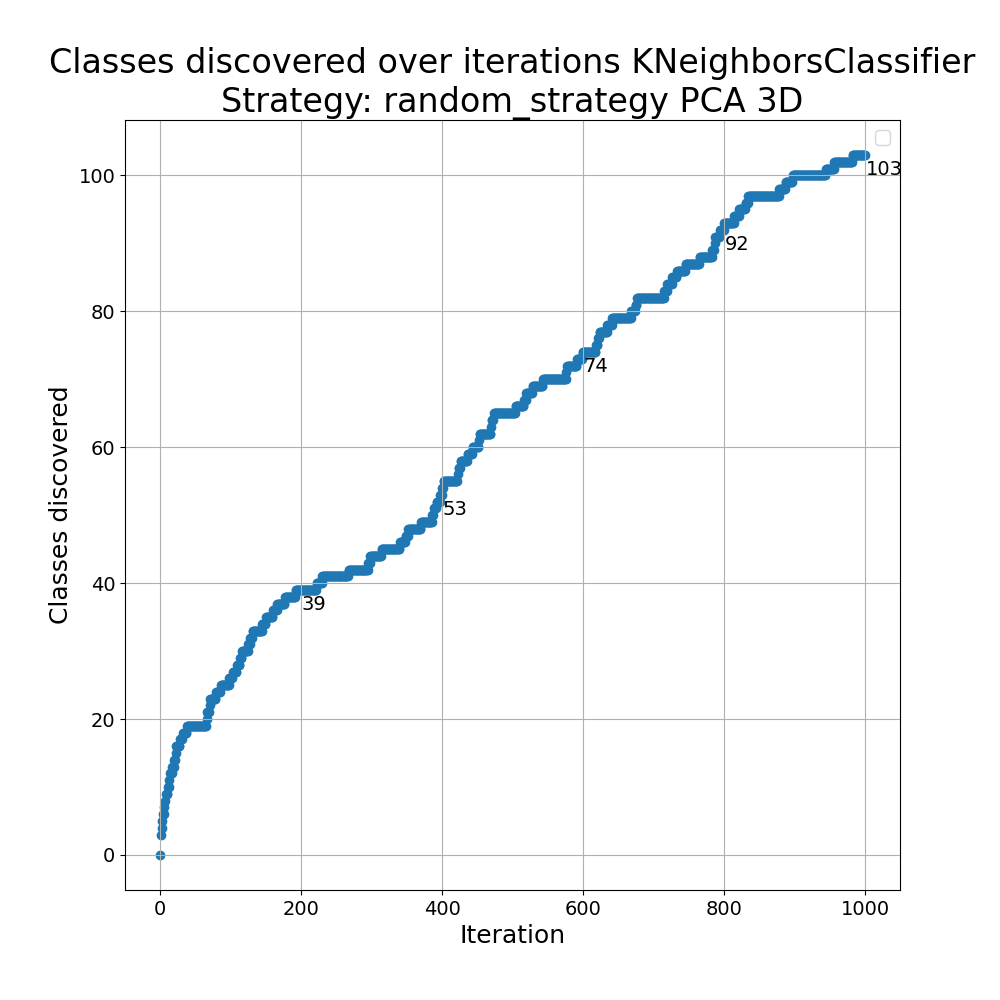 Classes discovered over iterations KNeighborsClassifier
Strategy: random_strategy PCA 3D
Classes discovered
100
80
60
40
20
0
103
92
74
53
39
0 200 400 600 800 1000
Iteration